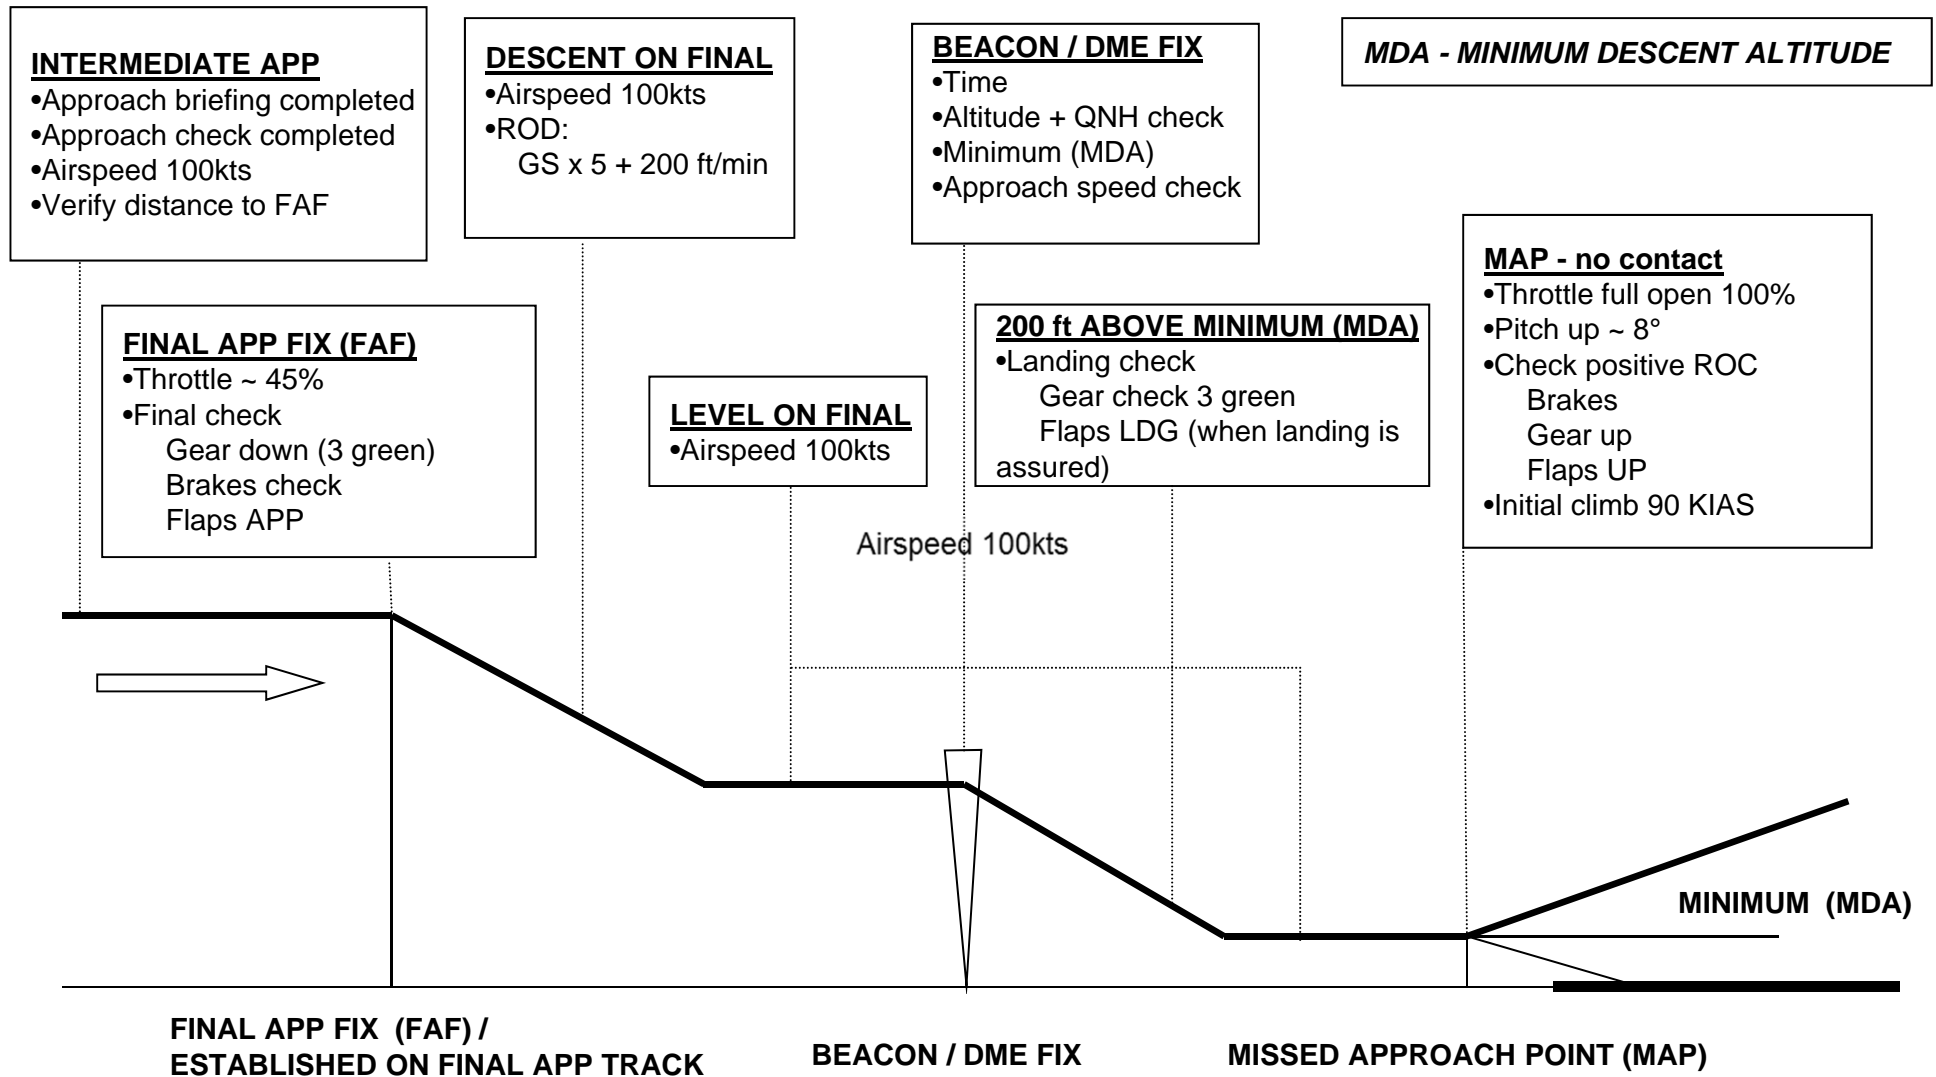 INTERMEDIATE APP
•Approach briefing completed
•Approach check completed
•Airspeed 100kts
•Verify distance to FAF
DESCENT ON FINAL
•Airspeed 100kts
•ROD:
GS x 5 + 200 ft/min
BEACON / DME FIX
•Time
•Altitude + QNH check
•Minimum (MDA)
•Approach speed check
MDA - MINIMUM DESCENT ALTITUDE
FINAL APP FIX (FAF)
•Throttle ~ 45%
•Final check
Gear down (3 green)
Brakes check
Flaps APP
LEVEL ON FINAL
•Airspeed 100kts
200 ft ABOVE MINIMUM (MDA)
•Landing check
Gear check 3 green
Flaps LDG (when landing is
assured)
MAP - no contact
•Throttle full open 100%
•Pitch up ~ 8°
•Check positive ROC
Brakes
Gear up
Flaps UP
•Initial climb 90 KIAS
Airspeed 100kts
MINIMUM (MDA)
FINAL APP FIX (FAF) /
ESTABLISHED ON FINAL APP TRACK
BEACON / DME FIX
MISSED APPROACH POINT (MAP)